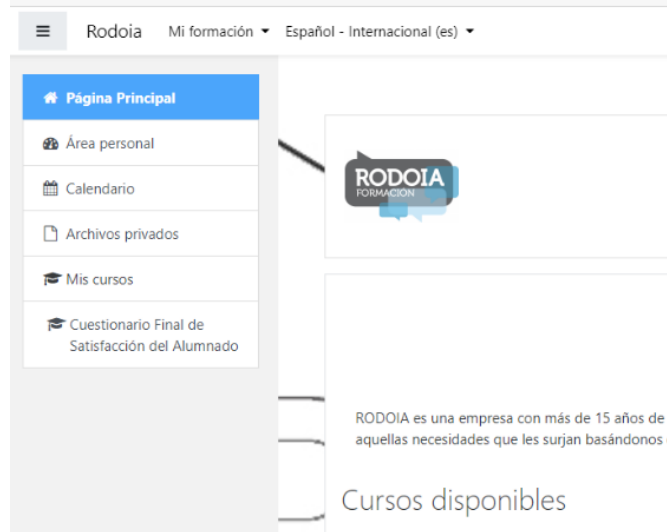 Rodoia Mi formación Español - Internacional (es)
Página Principal
Área personal
Calendario
Archivos privados
Mis cursos
Cuestionario Final de
Satisfacción del Alumnado
RODOIA
FORMACIÓN
RODOIA es una empresa con más de 15 años de
aquellas necesidades que les surjan basándonos
Cursos disponibles